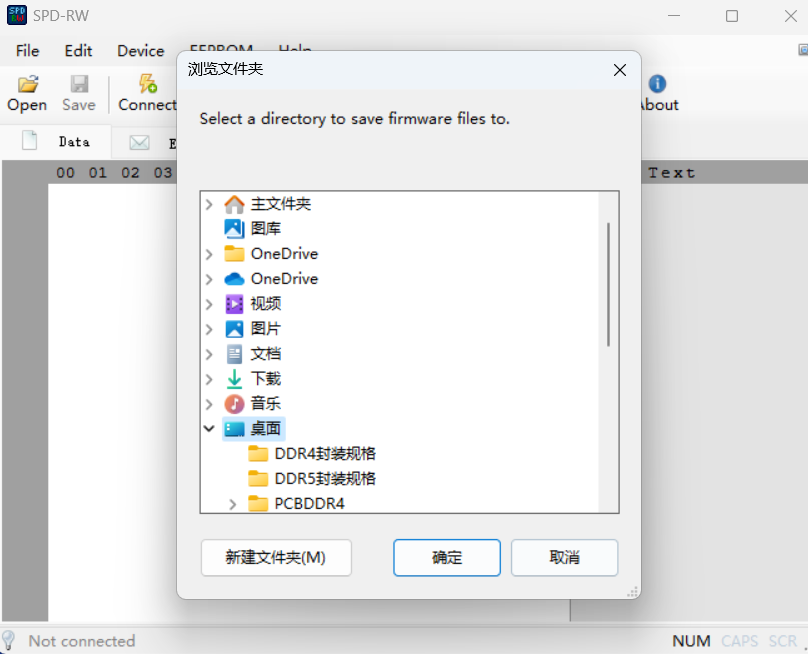 SPD-RW
File Edit Device EEPROM Help
Open Save Connect About
Data
00 01 02 03 Text
浏览文件夹
Select a directory to save firmware files to.
主文件夹
图库
OneDrive
OneDrive
视频
图片
文档
下载
音乐
桌面
DDR4封装规格
DDR5封装规格
PCBDDR4
新建文件夹(M) 确定 取消
Not connected NUM CAPS SCR